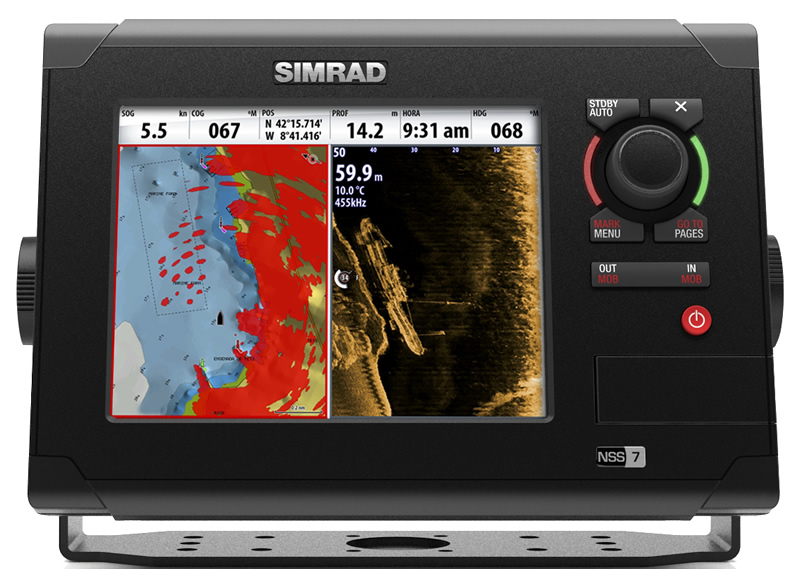 SIMRAD
SOG kn COG °M POS PROF m HORA HDG °M
5.5 067 N 42°15.714' W 8°41.416' 14.2 9:31 am 068
50 40 30 20 10
59.9 m
10.0 °C
455kHz
14
STDBY
AUTO
X
MARK
MENU
GO TO
PAGES
OUT
MOB
IN
MOB
NSS 7